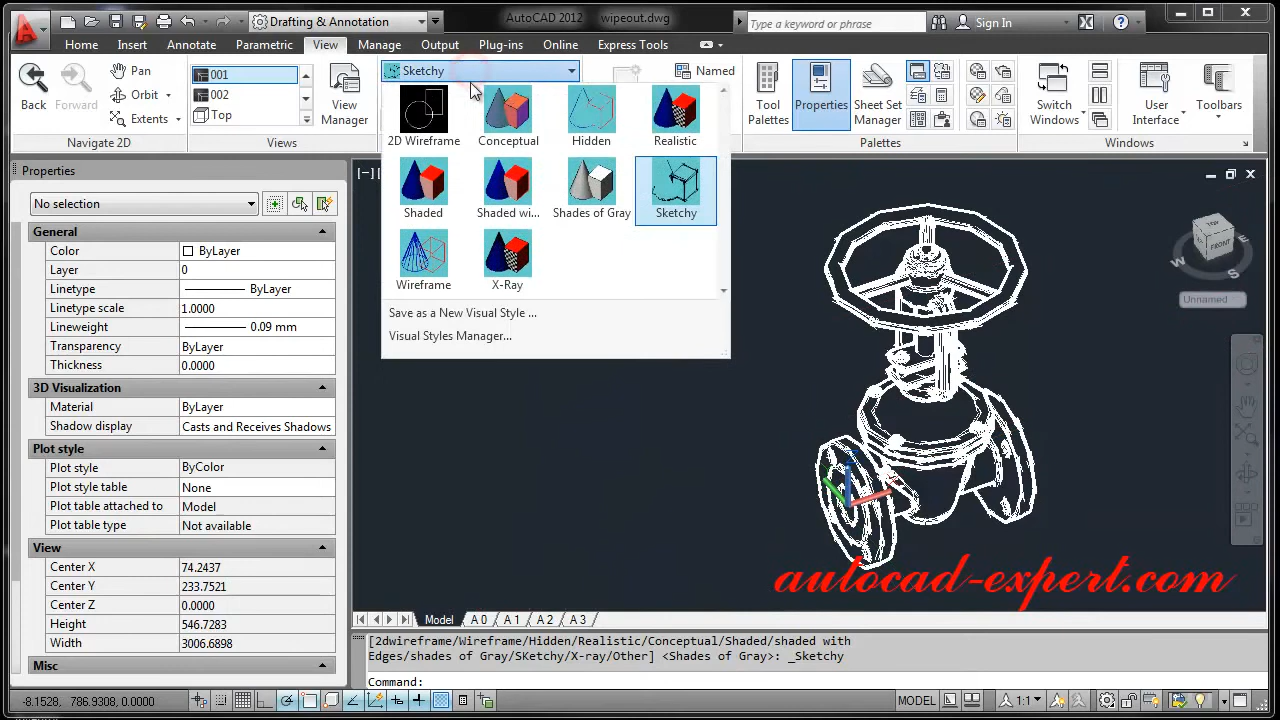 Drafting & Annotation
AutoCAD 2012 wipeout.dwg
Type a keyword or phrase
Sign In
Home Insert Annotate Parametric View Manage Output Plug-ins Online Express Tools
Back
Forward
Pan
Orbit
Extents
Navigate 2D
001
002
Top
View Manager
Views
Sketchy
2D Wireframe Conceptual Hidden Realistic
Shaded Shaded wi... Shades of Gray Sketchy
Wireframe X-Ray
Save as a New Visual Style ...
Visual Styles Manager...
Named
Tool Palettes
Properties
Sheet Set Manager
Palettes
Switch Windows
User Interface
Toolbars
Windows
Properties
No selection
General
Color ByLayer
Layer 0
Linetype ByLayer
Linetype scale 1.0000
Lineweight 0.09 mm
Transparency ByLayer
Thickness 0.0000
3D Visualization
Material ByLayer
Shadow display Casts and Receives Shadows
Plot style
Plot style ByColor
Plot style table None
Plot table attached to Model
Plot table type Not available
View
Center X 74.2437
Center Y 233.7521
Center Z 0.0000
Height 546.7283
Width 3006.6898
Misc
[−]
TOP
FRONT
W
S
E
Unnamed
autocad-expert.com
Model A 0 A 1 A 2 A 3
[2dwireframe/Wireframe/Hidden/Realistic/Conceptual/Shaded/shaded with
Edges/shades of Gray/SKetchy/X-ray/Other] <Shades of Gray>: _Sketchy
Command:
-8.1528, 786.9308, 0.0000
MODEL
1:1